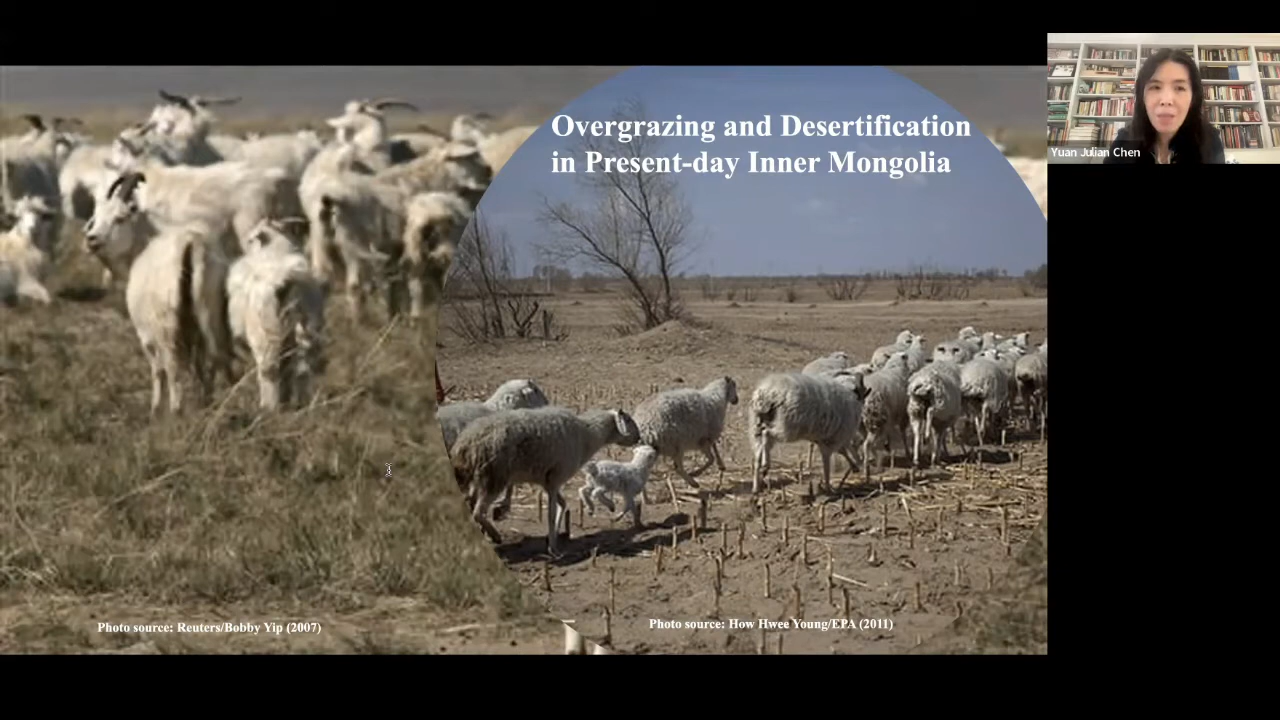 Overgrazing and Desertification
in Present-day Inner Mongolia
Yuan Julian Chen
Photo source: Reuters/Bobby Yip (2007)
Photo source: How Hwee Young/EPA (2011)